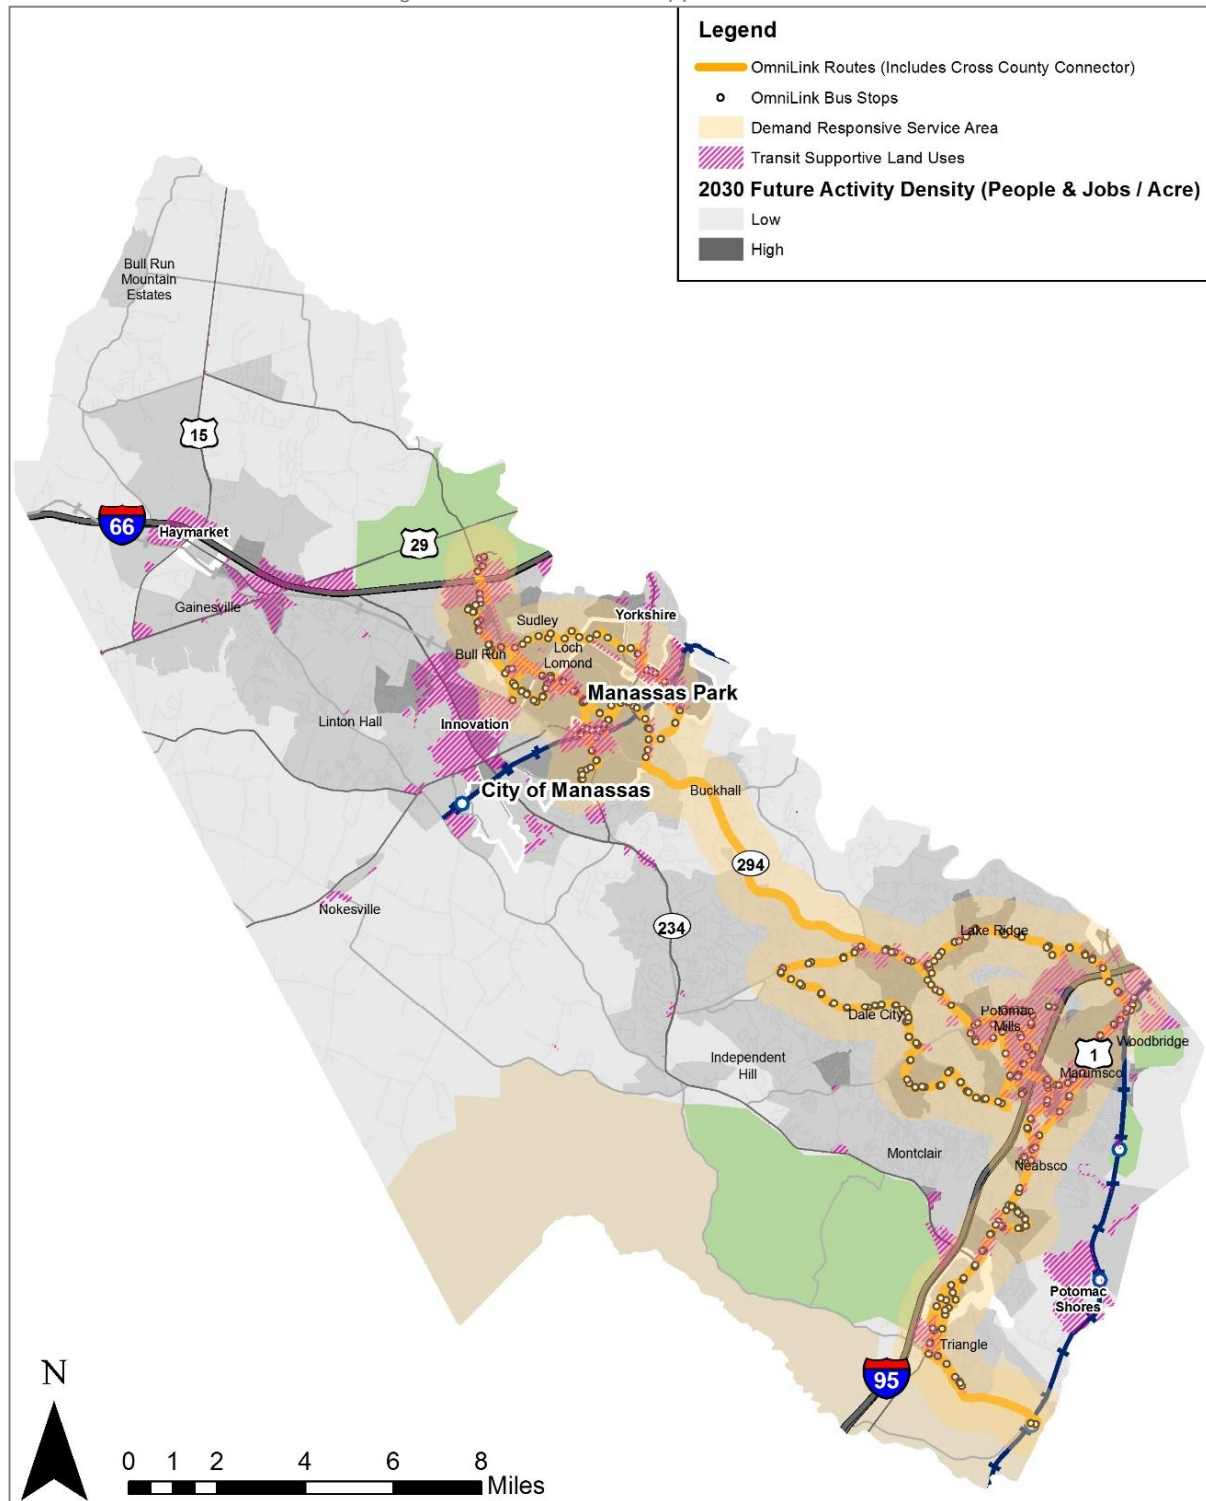 Legend
OmniLink Routes (Includes Cross County Connector)
OmniLink Bus Stops
Demand Responsive Service Area
Transit Supportive Land Uses
2030 Future Activity Density (People & Jobs / Acre)
Low
High
Bull Run
Mountain
Estates
15
66
Haymarket
29
Gainesville
Sudley
Yorkshire
Bull Run
Loch
Lomond
Manassas Park
Linton Hall
Innovation
City of Manassas
Buckhall
294
Nokesville
234
Lake Ridge
Dale City
Potomac
Mills
Woodbridge
1
Marumsco
Independent
Hill
Montclair
Neabsco
Potomac
Shores
Triangle
95
N
0 1 2 4 6 8
Miles